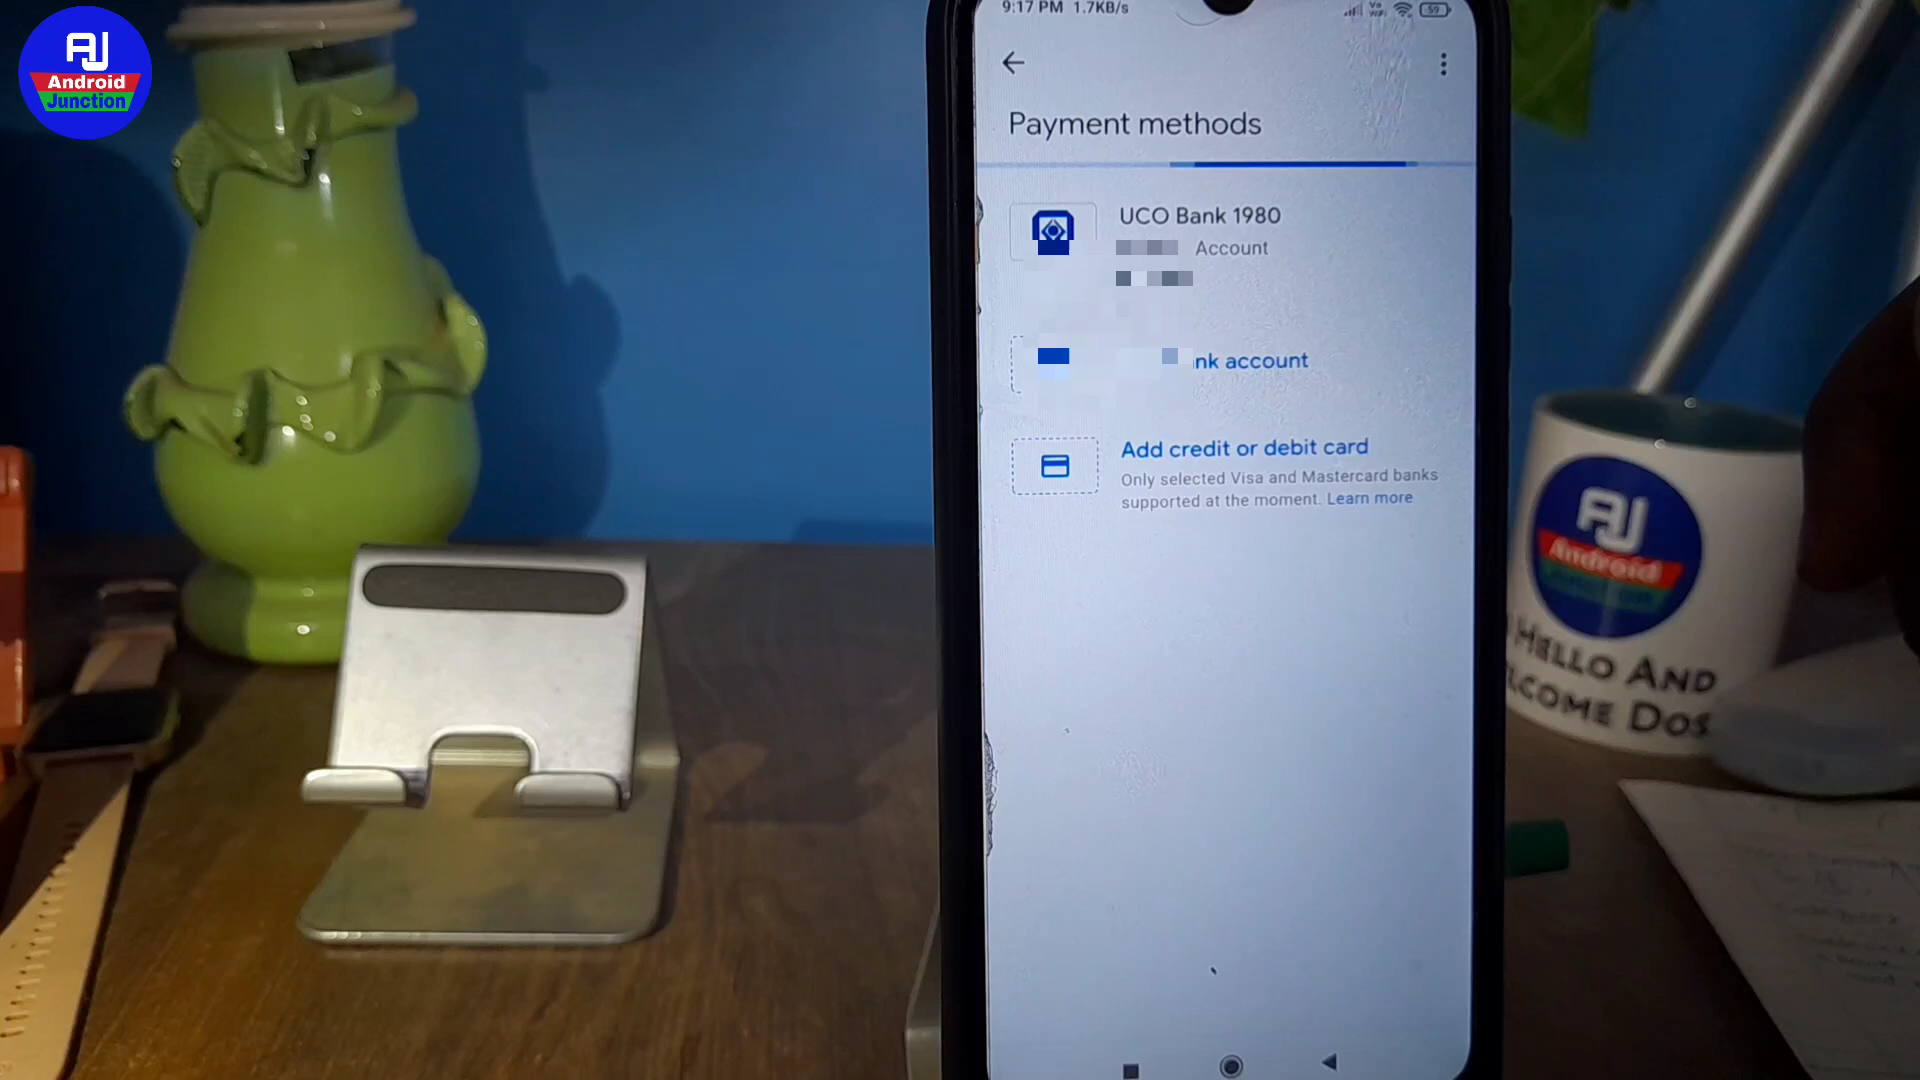 AJ
Android
Junction
9:17 PM 1.7KB/s
59
Payment methods
UCO Bank 1980
Account
nk account
Add credit or debit card
Only selected Visa and Mastercard banks
supported at the moment. Learn more
AJ
Android
HELLO AND
DOS